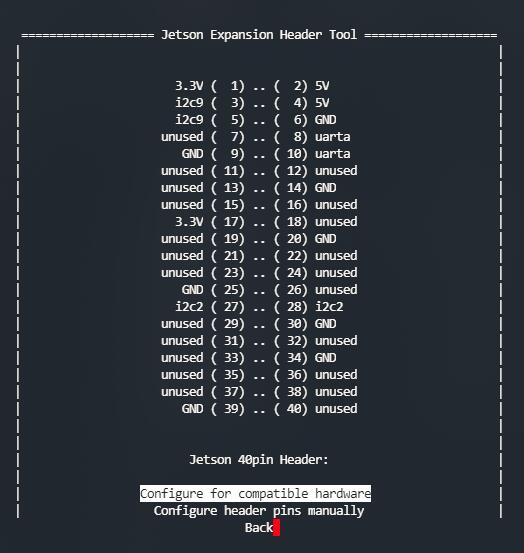 =================== Jetson Expansion Header Tool ===================
3.3V (  1) .. (  2) 5V
i2c9 (  3) .. (  4) 5V
i2c9 (  5) .. (  6) GND
unused (  7) .. (  8) uarta
GND (  9) .. ( 10) uarta
unused ( 11) .. ( 12) unused
unused ( 13) .. ( 14) GND
unused ( 15) .. ( 16) unused
3.3V ( 17) .. ( 18) unused
unused ( 19) .. ( 20) GND
unused ( 21) .. ( 22) unused
unused ( 23) .. ( 24) unused
GND ( 25) .. ( 26) unused
i2c2 ( 27) .. ( 28) i2c2
unused ( 29) .. ( 30) GND
unused ( 31) .. ( 32) unused
unused ( 33) .. ( 34) GND
unused ( 35) .. ( 36) unused
unused ( 37) .. ( 38) unused
GND ( 39) .. ( 40) unused
Jetson 40pin Header:
Configure for compatible hardware
Configure header pins manually
Back